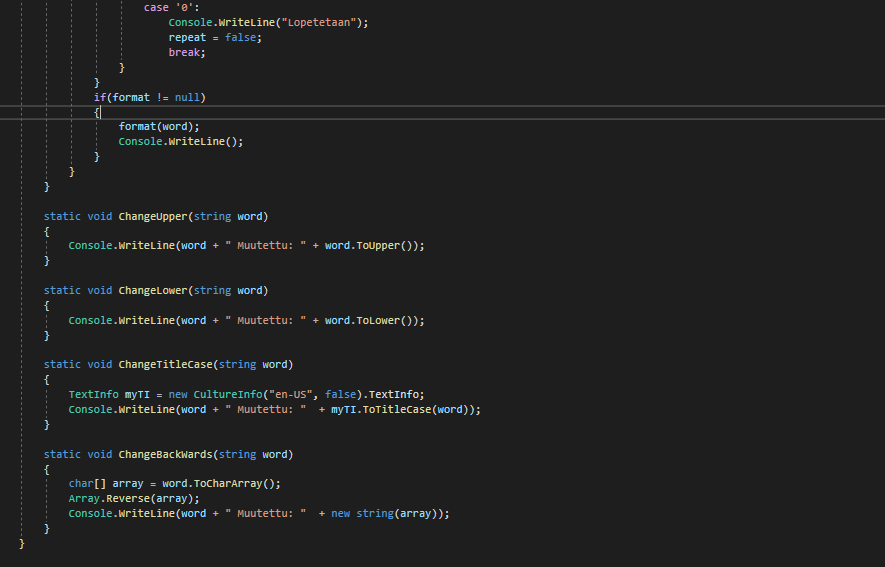 case '0':
Console.WriteLine("Lopetetaan");
repeat = false;
break;
}
}
if(format != null)
{
format(word);
Console.WriteLine();
}
}
}
static void ChangeUpper(string word)
{
Console.WriteLine(word + " Muutettu: " + word.ToUpper());
}
static void ChangeLower(string word)
{
Console.WriteLine(word + " Muutettu: " + word.ToLower());
}
static void ChangeTitleCase(string word)
{
TextInfo myTI = new CultureInfo("en-US", false).TextInfo;
Console.WriteLine(word + " Muutettu: "  + myTI.ToTitleCase(word));
}
static void ChangeBackWards(string word)
{
char[] array = word.ToCharArray();
Array.Reverse(array);
Console.WriteLine(word + " Muutettu: "  + new string(array));
}
}